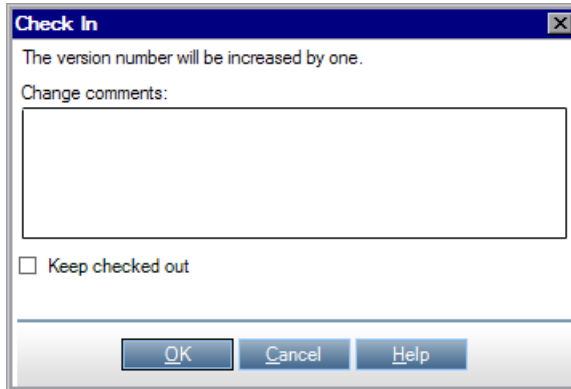 Check In
The version number will be increased by one.
Change comments:
Keep checked out
OK Cancel Help